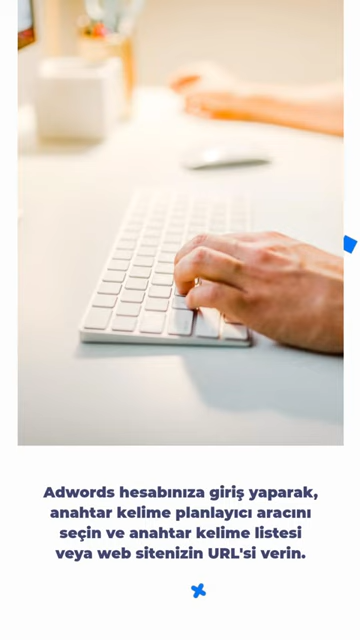 Adwords hesabınıza giriş yaparak,
anahtar kelime planlayıcı aracını
seçin ve anahtar kelime listesi
veya web sitenizin URL'si verin.